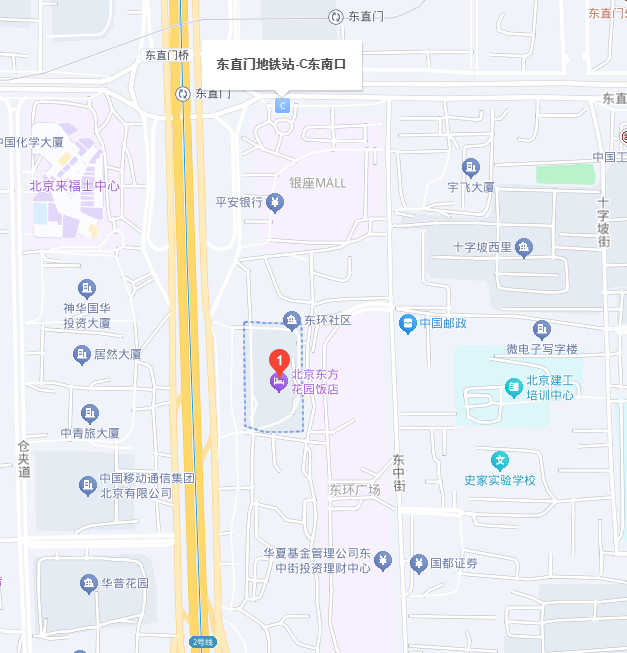 东直门
东直门外
东直门桥
东直门地铁站-C东南口
东直门
C
东直
中国化学大厦
中国工
北京来福士中心
银座MALL
宇飞大厦
平安银行
十字坡街
十字坡西里
神华国华
投资大厦
东环社区
中国邮政
微电子写字楼
居然大厦
1
北京东方
花园饭店
北京建工
培训中心
中青旅大厦
仓夹道
东中街
史家实验学校
中国移动通信集团
北京有限公司
东环广场
华夏基金管理公司东
中街投资理财中心
国都证券
华普花园
2号线